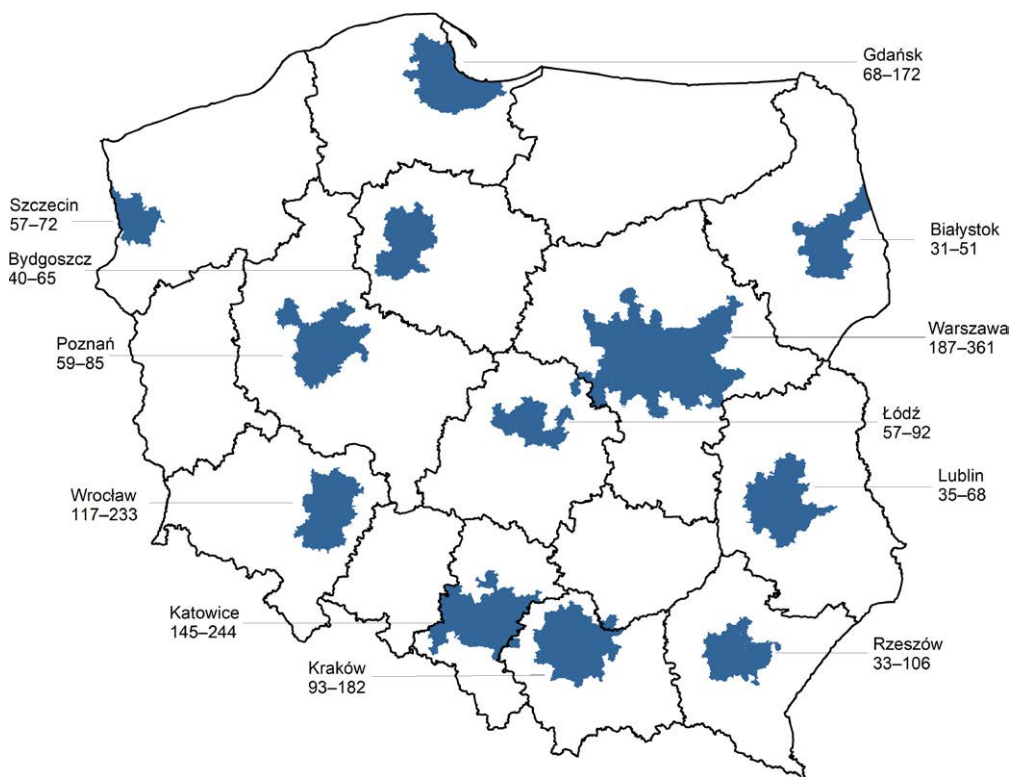 Gdańsk
68–172
Szczecin
57–72
Bydgoszcz
40–65
Białystok
31–51
Poznań
59–85
Warszawa
187–361
Łódź
57–92
Wrocław
117–233
Lublin
35–68
Katowice
145–244
Kraków
93–182
Rzeszów
33–106